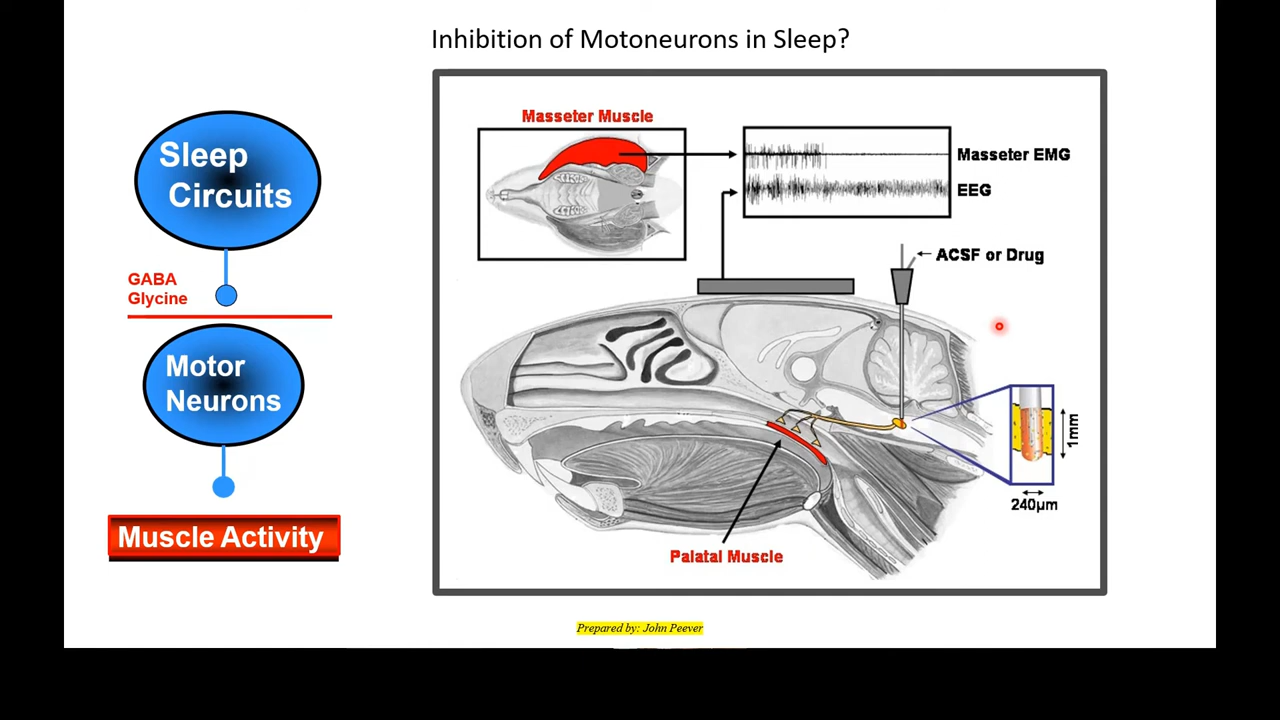 Inhibition of Motoneurons in Sleep?
Sleep
Circuits
GABA
Glycine
Motor
Neurons
Muscle Activity
Masseter Muscle
Masseter EMG
EEG
ACSF or Drug
1mm
240μm
Palatal Muscle
Prepared by: John Peever